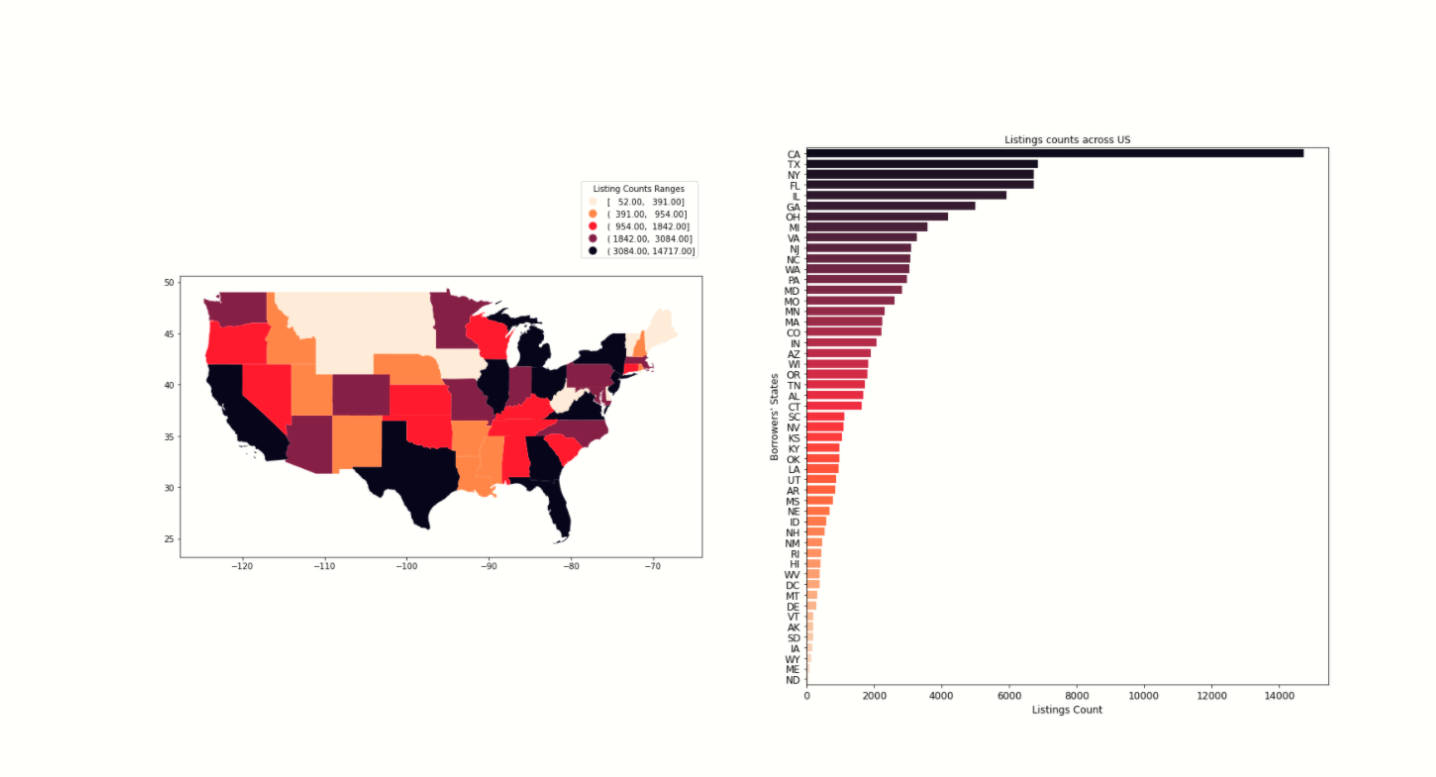 Listing Counts Ranges
[ 52.00, 391.00]
( 391.00, 954.00]
( 954.00, 1842.00]
( 1842.00, 3084.00]
( 3084.00, 14717.00]
50
45
40
35
30
25
−120 −110 −100 −90 −80 −70
Listings counts across US
Borrowers' States
CA
TX
NY
FL
IL
GA
OH
MI
VA
NJ
NC
WA
PA
MD
MO
MN
MA
CO
IN
AZ
WI
OR
TN
AL
CT
SC
NV
KS
KY
OK
LA
UT
AR
MS
NE
ID
NH
NM
RI
HI
WV
DC
MT
DE
VT
AK
SD
IA
WY
ME
ND
0 2000 4000 6000 8000 10000 12000 14000
Listings Count